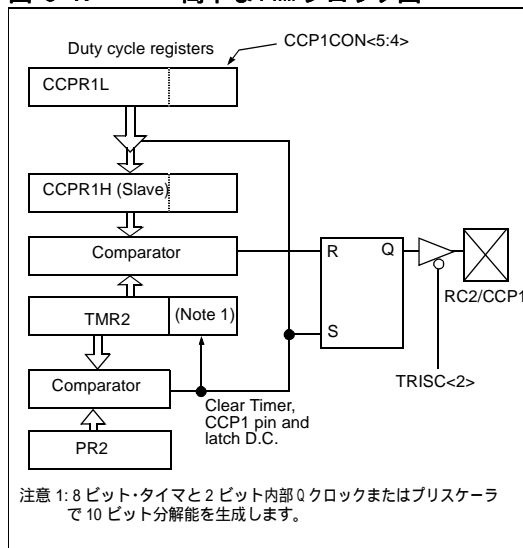 Duty cycle registers
CCP1CON<5:4>
CCPR1L
CCPR1H (Slave)
Comparator
R
Q
RC2/CCP1
TMR2
(Note 1)
S
TRISC<2>
Comparator
Clear Timer,
CCP1 pin and
latch D.C.
PR2
注意 1: 8 ビット・タイマと 2 ビット内部 Q クロックまたはプリスケーラ
で 10 ビット分解能を生成します。